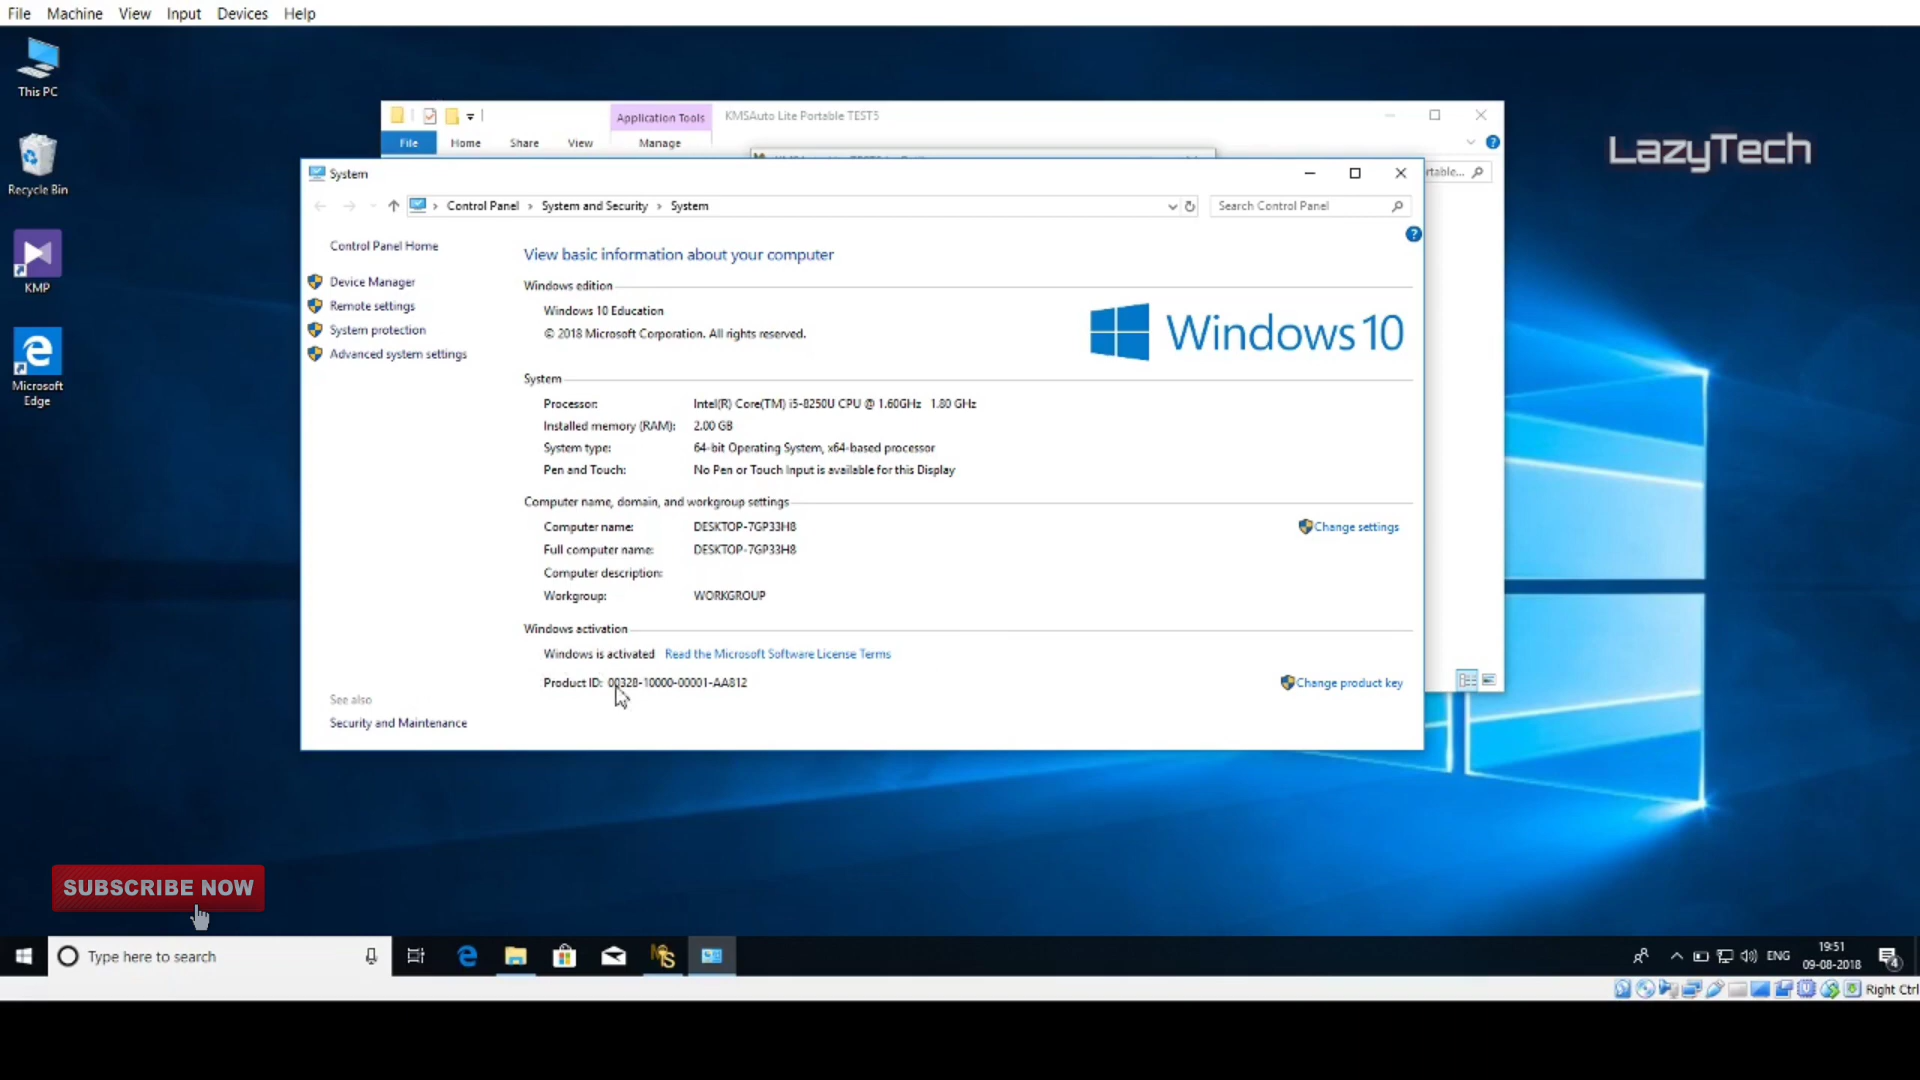 File Machine View Input Devices Help
This PC
Recycle Bin
KMP
Microsoft
Edge
LazyTech
Application Tools KMSAuto Lite Portable TEST5
File Home Share View Manage
rtable...
System
Control Panel › System and Security › System
Search Control Panel
Control Panel Home
Device Manager
Remote settings
System protection
Advanced system settings
View basic information about your computer
Windows edition
Windows 10 Education
© 2018 Microsoft Corporation. All rights reserved.
Windows 10
System
Processor: Intel(R) Core(TM) i5-8250U CPU @ 1.60GHz 1.80 GHz
Installed memory (RAM): 2.00 GB
System type: 64-bit Operating System, x64-based processor
Pen and Touch: No Pen or Touch Input is available for this Display
Computer name, domain, and workgroup settings
Computer name: DESKTOP-7GP33H8
Change settings
Full computer name: DESKTOP-7GP33H8
Computer description:
Workgroup: WORKGROUP
Windows activation
Windows is activated Read the Microsoft Software License Terms
Product ID: 00328-10000-00001-AA812
Change product key
See also
Security and Maintenance
SUBSCRIBE NOW
Type here to search
ENG
19:51
09-08-2018
4
Right Ctrl